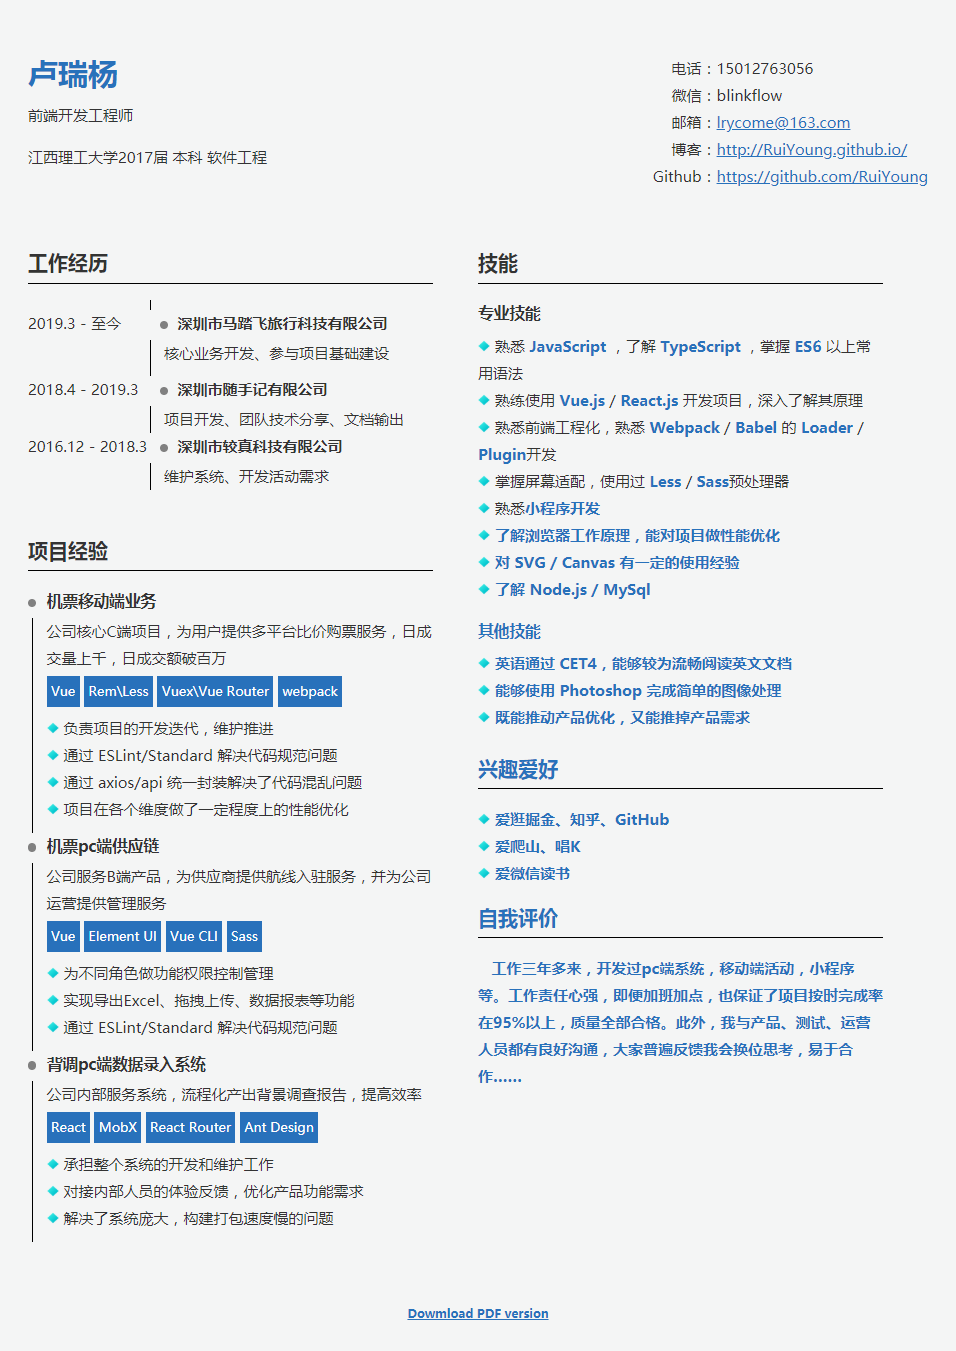 卢瑞杨
前端开发工程师
江西理工大学2017届 本科 软件工程
电话：15012763056
微信：blinkflow
邮箱：lrycome@163.com
博客：http://RuiYoung.github.io/
Github：https://github.com/RuiYoung
工作经历
2019.3 - 至今 深圳市马踏飞旅行科技有限公司
核心业务开发、参与项目基础建设
2018.4 - 2019.3 深圳市随手记有限公司
项目开发、团队技术分享、文档输出
2016.12 - 2018.3 深圳市较真科技有限公司
维护系统、开发活动需求
项目经验
机票移动端业务
公司核心C端项目，为用户提供多平台比价购票服务，日成
交量上千，日成交额破百万
Vue Rem\Less Vuex\Vue Router webpack
负责项目的开发迭代，维护推进
通过 ESLint/Standard 解决代码规范问题
通过 axios/api 统一封装解决了代码混乱问题
项目在各个维度做了一定程度上的性能优化
机票pc端供应链
公司服务B端产品，为供应商提供航线入驻服务，并为公司
运营提供管理服务
Vue Element UI Vue CLI Sass
为不同角色做功能权限控制管理
实现导出Excel、拖拽上传、数据报表等功能
通过 ESLint/Standard 解决代码规范问题
背调pc端数据录入系统
公司内部服务系统，流程化产出背景调查报告，提高效率
React MobX React Router Ant Design
承担整个系统的开发和维护工作
对接内部人员的体验反馈，优化产品功能需求
解决了系统庞大，构建打包速度慢的问题
技能
专业技能
熟悉 JavaScript ，了解 TypeScript ，掌握 ES6 以上常
用语法
熟练使用 Vue.js / React.js 开发项目，深入了解其原理
熟悉前端工程化，熟悉 Webpack / Babel 的 Loader /
Plugin开发
掌握屏幕适配，使用过 Less / Sass预处理器
熟悉小程序开发
了解浏览器工作原理，能对项目做性能优化
对 SVG / Canvas 有一定的使用经验
了解 Node.js / MySql
其他技能
英语通过 CET4，能够较为流畅阅读英文文档
能够使用 Photoshop 完成简单的图像处理
既能推动产品优化，又能推掉产品需求
兴趣爱好
爱逛掘金、知乎、GitHub
爱爬山、唱K
爱微信读书
自我评价
工作三年多来，开发过pc端系统，移动端活动，小程序
等。工作责任心强，即便加班加点，也保证了项目按时完成率
在95%以上，质量全部合格。此外，我与产品、测试、运营
人员都有良好沟通，大家普遍反馈我会换位思考，易于合
作......
Dowmload PDF version